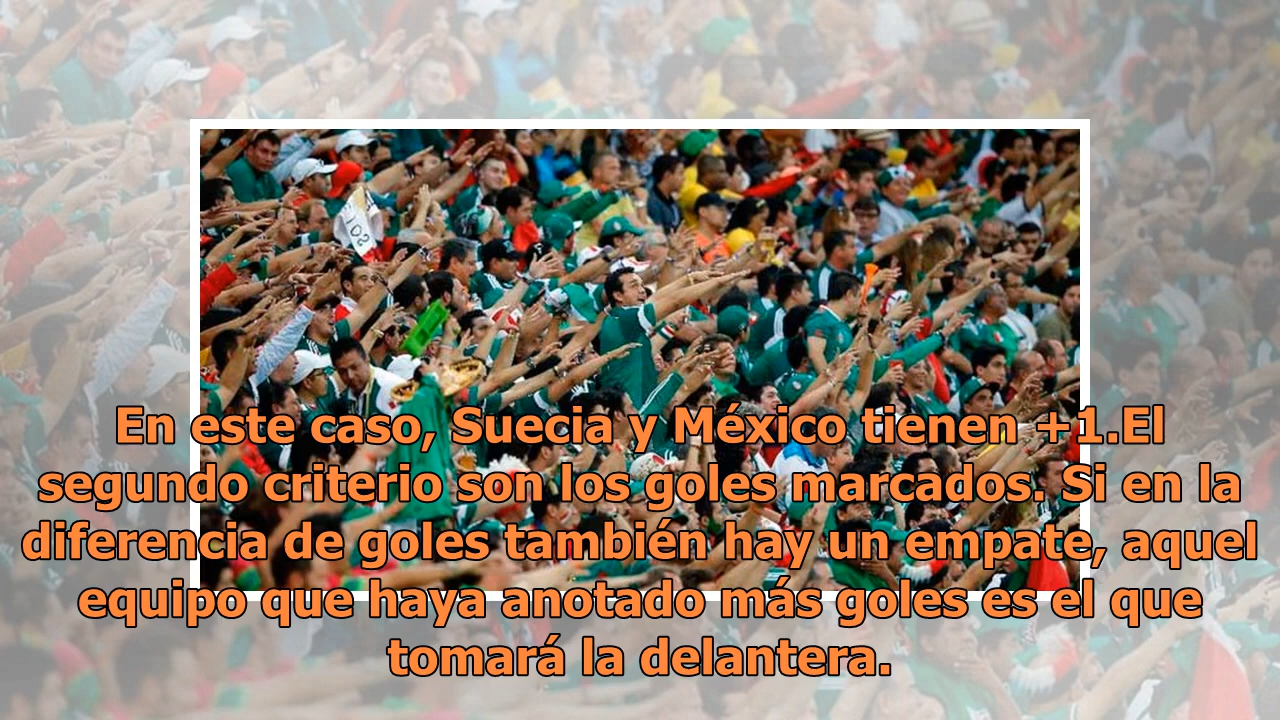 En este caso, Suecia y México tienen +1.El
segundo criterio son los goles marcados. Si en la
diferencia de goles también hay un empate, aquel
equipo que haya anotado más goles es el que
tomará la delantera.